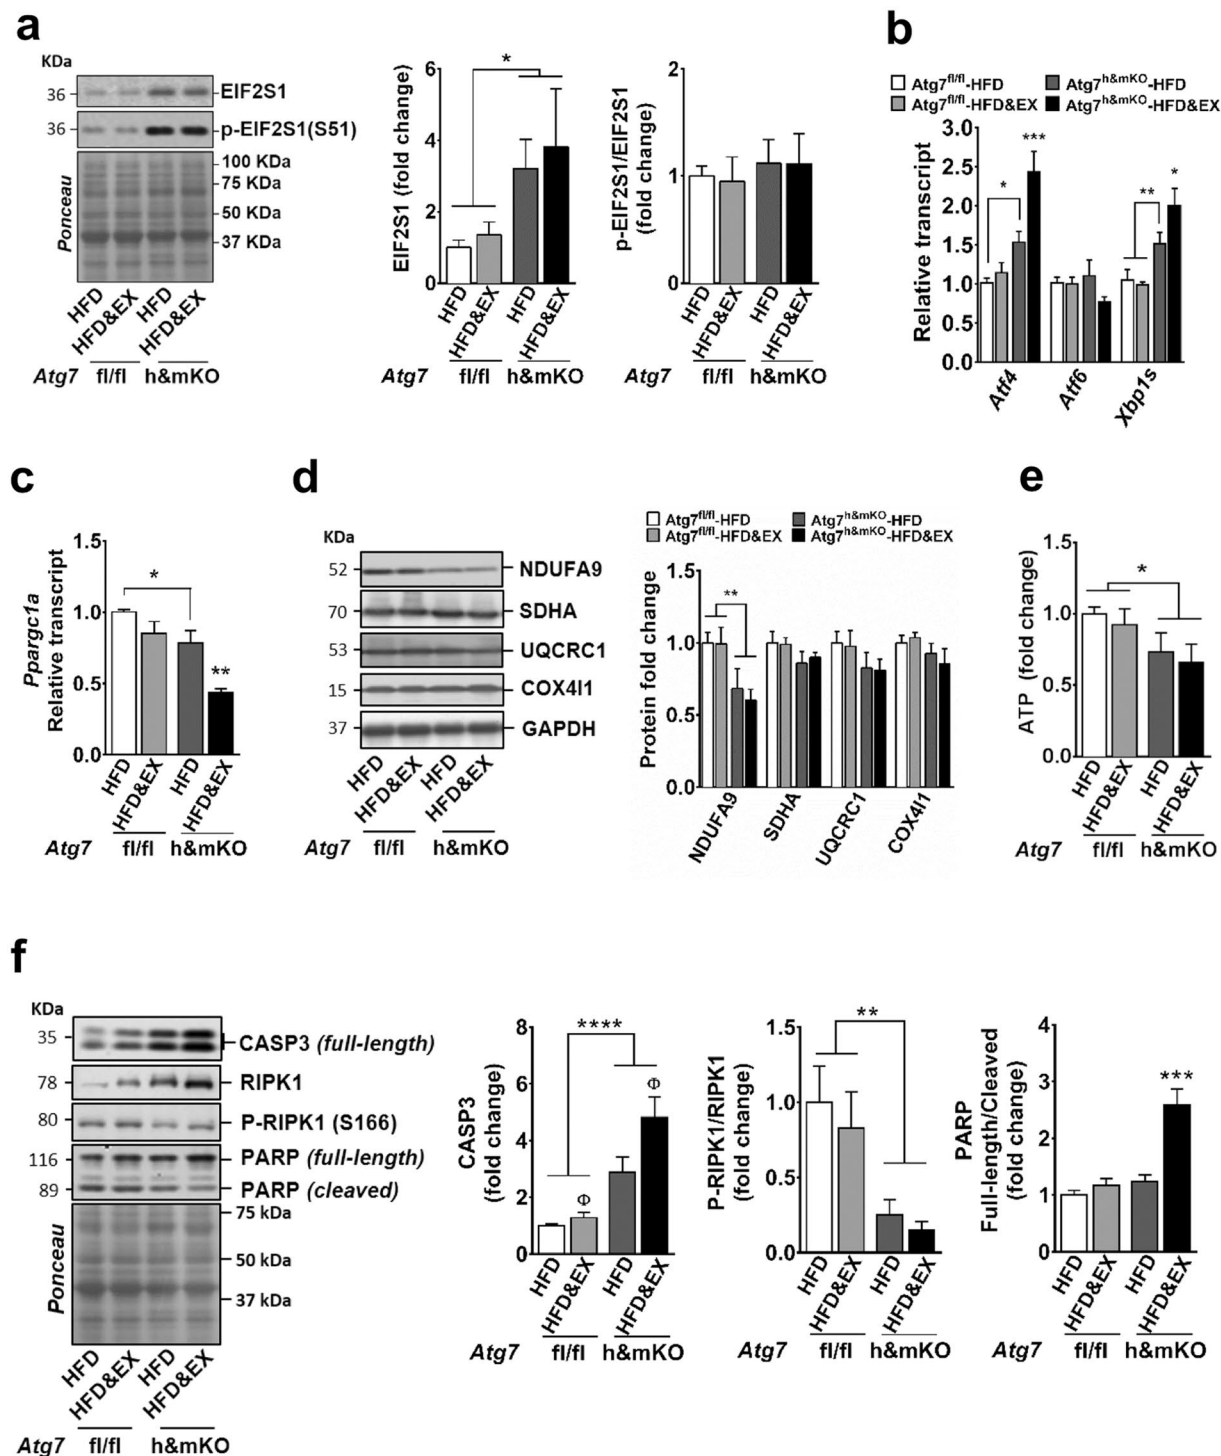 a
KDa
36
EIF2S1
36
p-EIF2S1(S51)
Ponceau
100 KDa
75 KDa
50 KDa
37 KDa
HFD
HFD&EX
HFD
HFD&EX
Atg7 fl/fl h&mKO
EIF2S1 (fold change)
6
4
2
0
*
HFD
HFD&EX
HFD
HFD&EX
Atg7 fl/fl h&mKO
p-EIF2S1/EIF2S1
(fold change)
2
1
0
HFD
HFD&EX
HFD
HFD&EX
Atg7 fl/fl h&mKO
b
Atg7fl/fl-HFD Atg7h&mKO-HFD
Atg7fl/fl-HFD&EX Atg7h&mKO-HFD&EX
Relative transcript
3.0
2.5
2.0
1.5
1.0
0.5
0.0
* *** ** *
Atf4
Atf6
Xbp1s
c
Ppargc1a
Relative transcript
1.5
1.0
0.5
0.0
*
**
HFD
HFD&EX
HFD
HFD&EX
Atg7 fl/fl h&mKO
d
KDa
52 NDUFA9
70 SDHA
53 UQCRC1
15 COX4I1
37 GAPDH
HFD
HFD&EX
HFD
HFD&EX
Atg7 fl/fl h&mKO
Atg7fl/fl-HFD Atg7h&mKO-HFD
Atg7fl/fl-HFD&EX Atg7h&mKO-HFD&EX
Protein fold change
1.5
1.0
0.5
0.0
**
NDUFA9
SDHA
UQCRC1
COX4I1
e
ATP (fold change)
1.5
1.0
0.5
0.0
*
HFD
HFD&EX
HFD
HFD&EX
Atg7 fl/fl h&mKO
f
KDa
35 CASP3 (full-length)
78 RIPK1
80 P-RIPK1 (S166)
116 PARP (full-length)
89 PARP (cleaved)
Ponceau
75 kDa
50 kDa
37 kDa
HFD
HFD&EX
HFD
HFD&EX
Atg7 fl/fl h&mKO
CASP3
(fold change)
8
6
4
2
0
****
Φ
Φ
HFD
HFD&EX
HFD
HFD&EX
Atg7 fl/fl h&mKO
P-RIPK1/RIPK1
(fold change)
1.5
1.0
0.5
0.0
**
HFD
HFD&EX
HFD
HFD&EX
Atg7 fl/fl h&mKO
PARP
Full-length/Cleaved
(fold change)
4
3
2
1
0
***
HFD
HFD&EX
HFD
HFD&EX
Atg7 fl/fl h&mKO